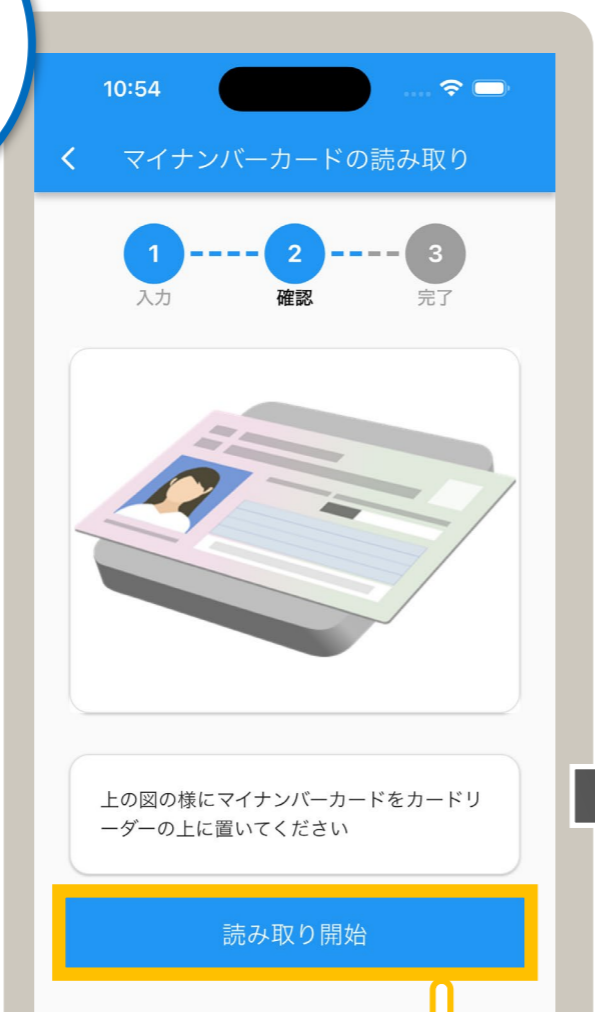 10:54
マイナンバーカードの読み取り
1
2
3
入力
確認
完了
上の図の様にマイナンバーカードをカードリ
ーダーの上に置いてください
読み取り開始